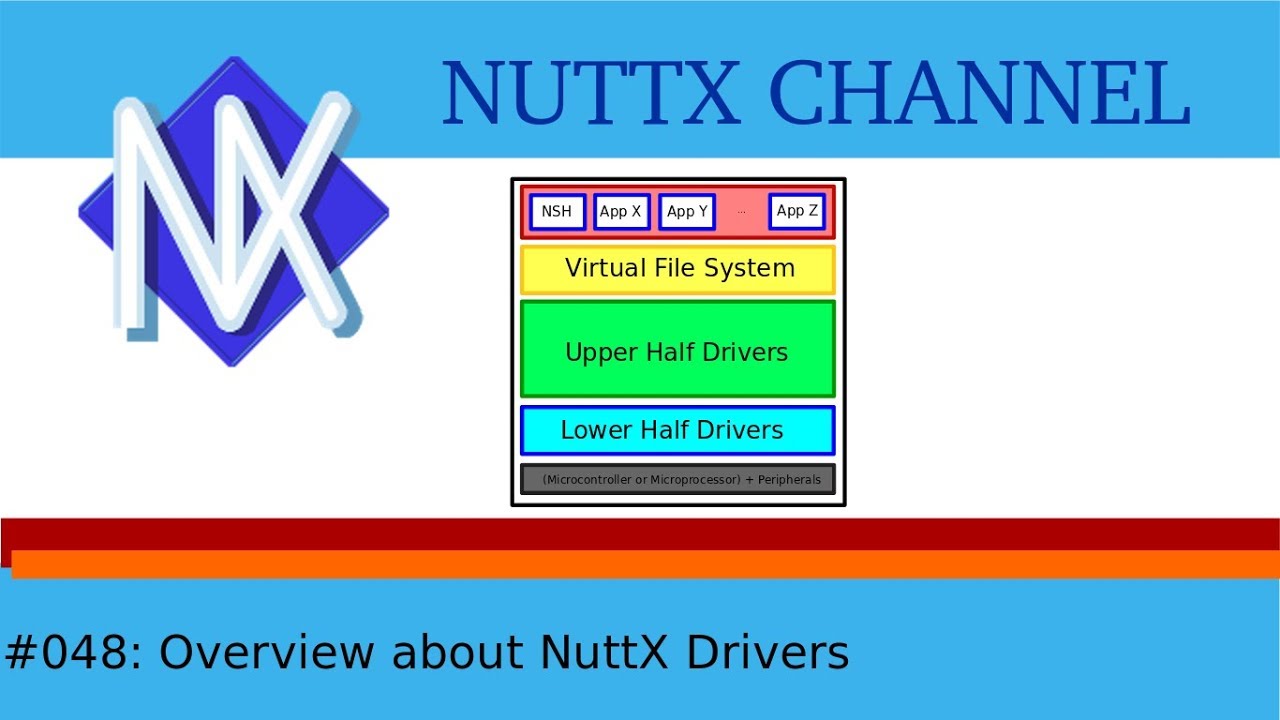 NUTTX CHANNEL
NX
NSH App X App Y ... App Z
Virtual File System
Upper Half Drivers
Lower Half Drivers
(Microcontroller or Microprocessor) + Peripherals
#048: Overview about NuttX Drivers